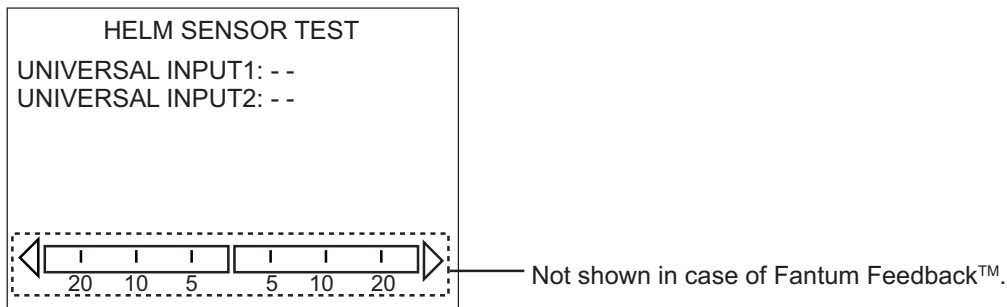 HELM SENSOR TEST
UNIVERSAL INPUT1: - -
UNIVERSAL INPUT2: - -
20 10 5 5 10 20
Not shown in case of Fantum Feedback™.